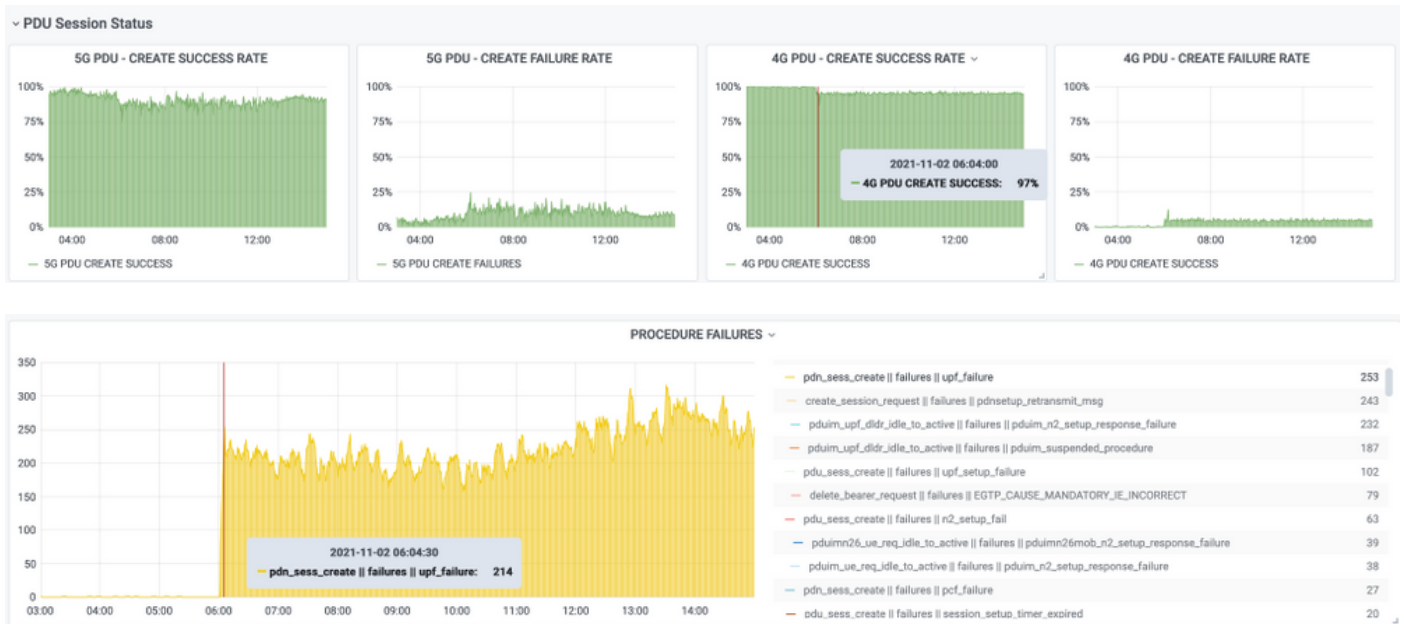 PDU Session Status
5G PDU - CREATE SUCCESS RATE
100%
75%
50%
25%
0%
04:00 08:00 12:00
5G PDU CREATE SUCCESS
5G PDU - CREATE FAILURE RATE
100%
75%
50%
25%
0%
04:00 08:00 12:00
5G PDU CREATE FAILURES
4G PDU - CREATE SUCCESS RATE
100%
75%
50%
25%
0%
04:00 08:00 12:00
2021-11-02 06:04:00
4G PDU CREATE SUCCESS: 97%
4G PDU CREATE SUCCESS
4G PDU - CREATE FAILURE RATE
100%
75%
50%
25%
0%
04:00 08:00 12:00
4G PDU CREATE SUCCESS
PROCEDURE FAILURES
350
300
250
200
150
100
50
0
03:00 04:00 05:00 06:00 07:00 08:00 09:00 10:00 11:00 12:00 13:00 14:00
2021-11-02 06:04:30
pdn_sess_create || failures || upf_failure: 214
pdn_sess_create || failures || upf_failure 253
create_session_request || failures || pdnsetup_retransmit_msg 243
pduim_upf_dldr_idle_to_active || failures || pduim_n2_setup_response_failure 232
pduim_upf_dldr_idle_to_active || failures || pduim_suspended_procedure 187
pdu_sess_create || failures || upf_setup_failure 102
delete_bearer_request || failures || EGTP_CAUSE_MANDATORY_IE_INCORRECT 79
pdu_sess_create || failures || n2_setup_fail 63
pduimn26_ue_req_idle_to_active || failures || pduimn26mob_n2_setup_response_failure 39
pduim_ue_req_idle_to_active || failures || pduim_n2_setup_response_failure 38
pdn_sess_create || failures || pcf_failure 27
pdu_sess_create || failures || session_setup_timer_expired 20